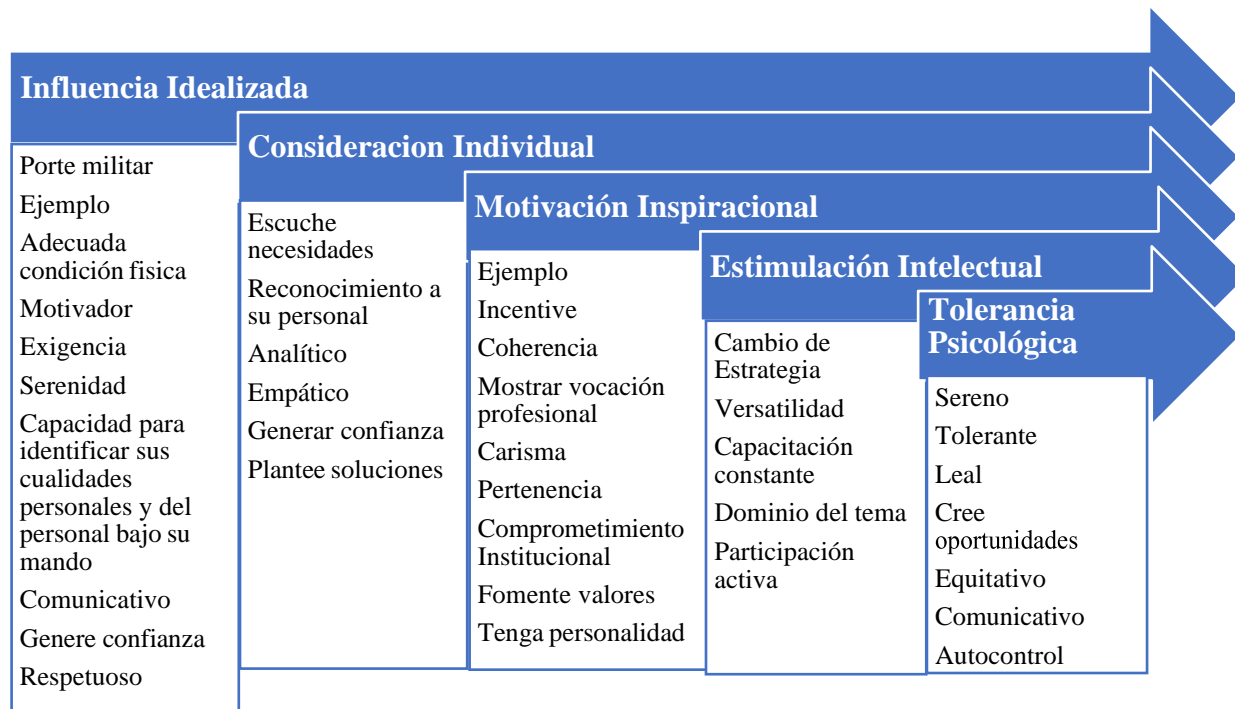 Influencia Idealizada
Porte militar
Ejemplo
Adecuada
condición fisica
Motivador
Exigencia
Serenidad
Capacidad para
identificar sus
cualidades
personales y del
personal bajo su
mando
Comunicativo
Genere confianza
Respetuoso
Consideracion Individual
Escuche
necesidades
Reconocimiento a
su personal
Analítico
Empático
Generar confianza
Plantee soluciones
Motivación Inspiracional
Ejemplo
Incentive
Coherencia
Mostrar vocación
profesional
Carisma
Pertenencia
Comprometimiento
Institucional
Fomente valores
Tenga personalidad
Estimulación Intelectual
Cambio de
Estrategia
Versatilidad
Capacitación
constante
Dominio del tema
Participación
activa
Tolerancia
Psicológica
Sereno
Tolerante
Leal
Cree
oportunidades
Equitativo
Comunicativo
Autocontrol